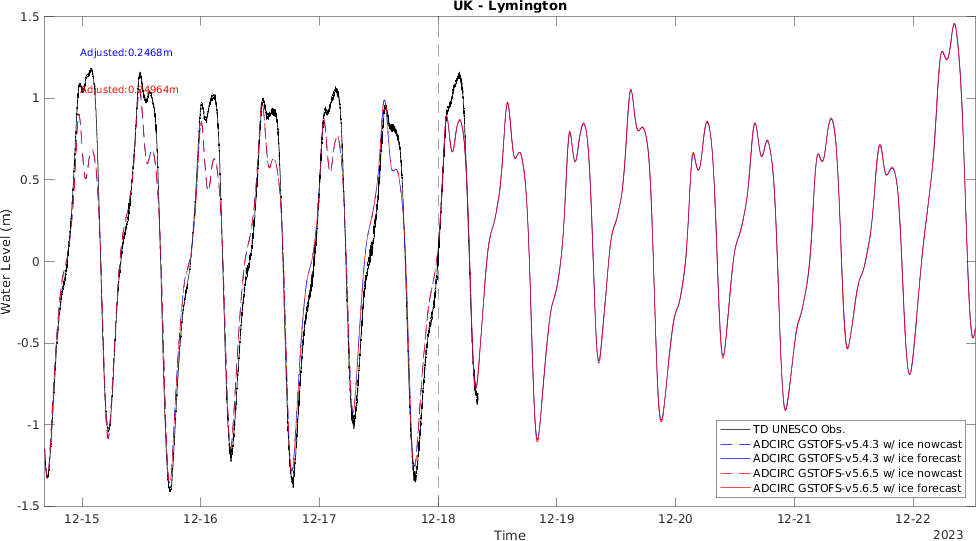 UK - Lymington
1.5
Adjusted:0.2468m
1
0.5
0
-0.5
-1
-1.5
Water Level (m)
TD UNESCO Obs.
ADCIRC GSTOFS-v5.4.3 w/ ice nowcast
ADCIRC GSTOFS-v5.4.3 w/ ice forecast
ADCIRC GSTOFS-v5.6.5 w/ ice nowcast
ADCIRC GSTOFS-v5.6.5 w/ ice forecast
12-15 12-16 12-17 12-18 12-19 12-20 12-21 12-22
Time
2023